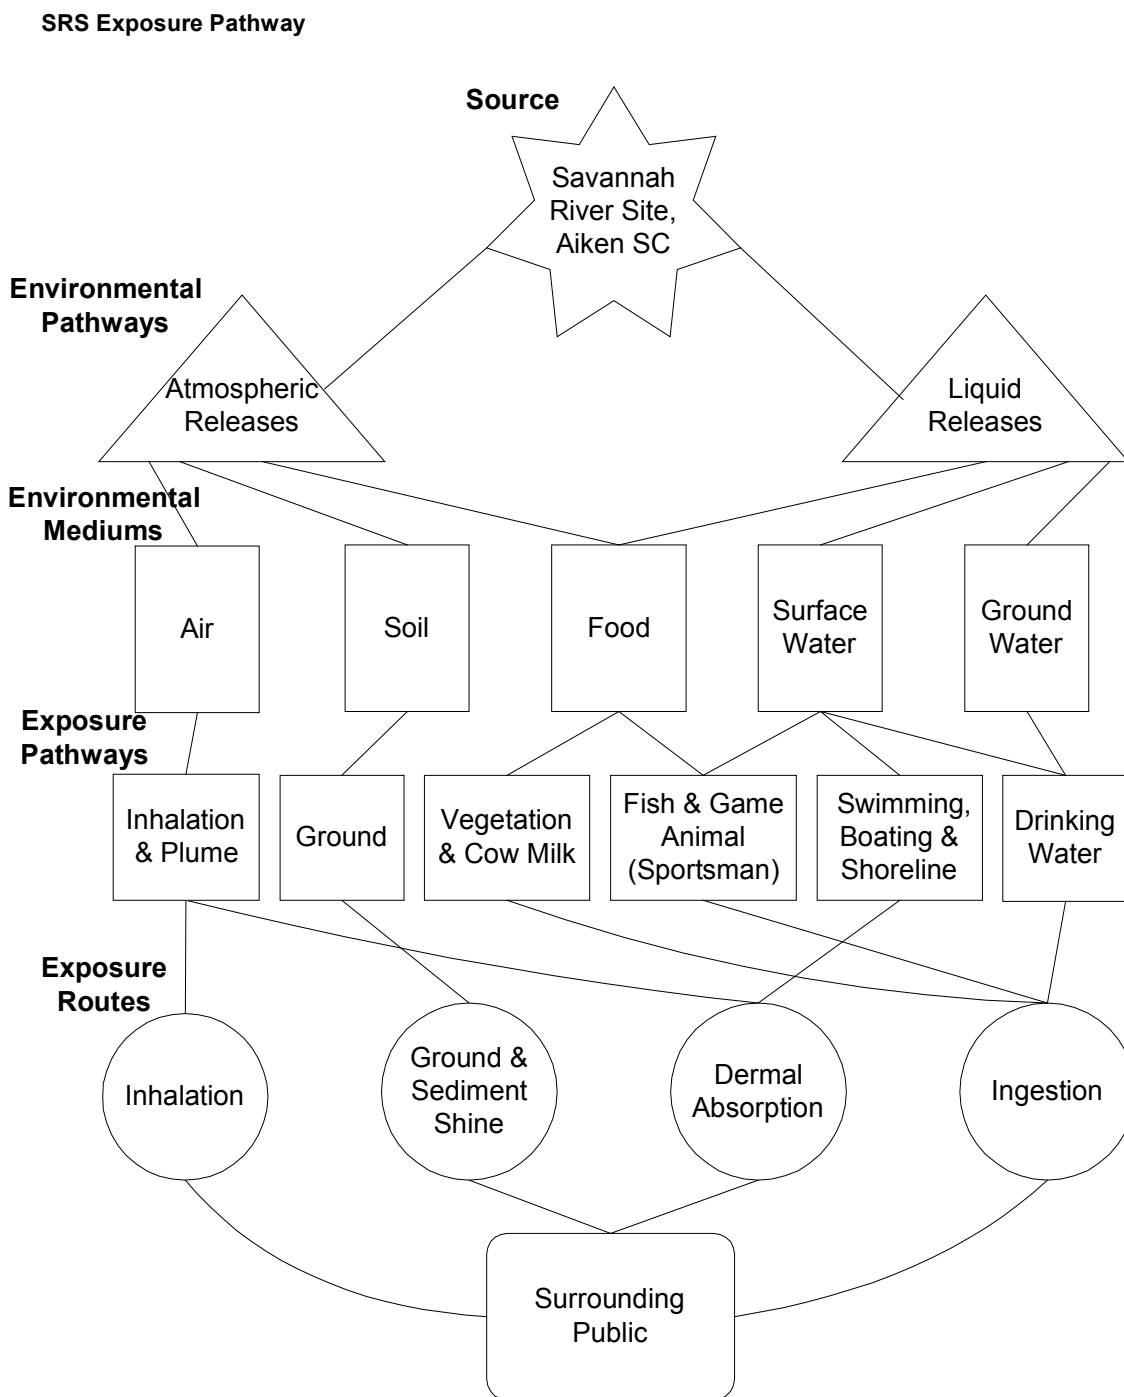 SRS Exposure Pathway
Source
Savannah
River Site,
Aiken SC
Environmental
Pathways
Atmospheric
Releases
Liquid
Releases
Environmental
Mediums
Air
Soil
Food
Surface
Water
Ground
Water
Exposure
Pathways
Inhalation
& Plume
Ground
Vegetation
& Cow Milk
Fish & Game
Animal
(Sportsman)
Swimming,
Boating &
Shoreline
Drinking
Water
Exposure
Routes
Inhalation
Ground &
Sediment
Shine
Dermal
Absorption
Ingestion
Surrounding
Public